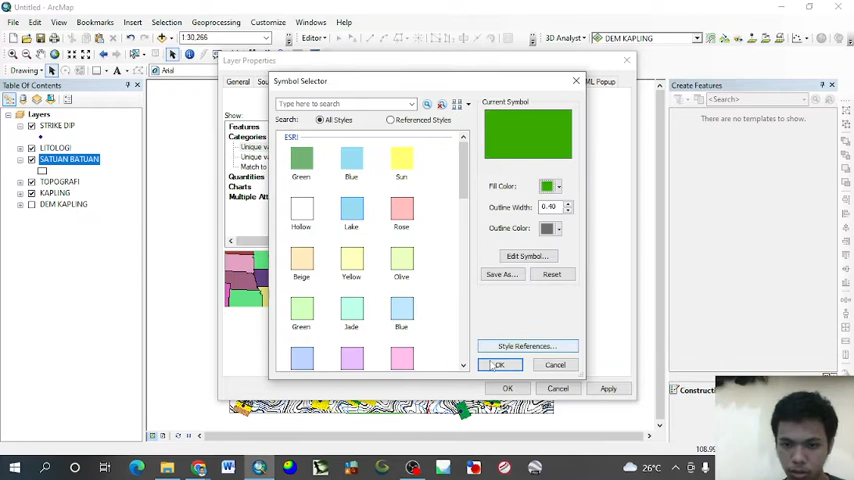 Untitled - ArcMap
File Edit View Bookmarks Insert Selection Geoprocessing Customize Windows Help
1:30,266
Editor
3D Analyst
DEM KAPLING
Drawing
Arial
Table Of Contents
Layers
STRIKE DIP
LITOLOGI
SATUAN BATUAN
TOPOGRAFI
KAPLING
DEM KAPLING
Layer Properties
General
ML Popup
Show:
Features
Categories
Unique
Unique
Match to
Quantities
Charts
Symbol Selector
Type here to search
Search:
All Styles
Referenced Styles
ESRI
Green Blue Sun
Hollow Lake Rose
Beige Yellow Olive
Green Jade Blue
Current Symbol
Fill Color:
Outline Width:
0.40
Outline Color:
Edit Symbol...
Save As...
Reset
Style References...
OK
Cancel
OK
Cancel
Apply
Create Features
<Search>
There are no templates to show.
108.99
26°C